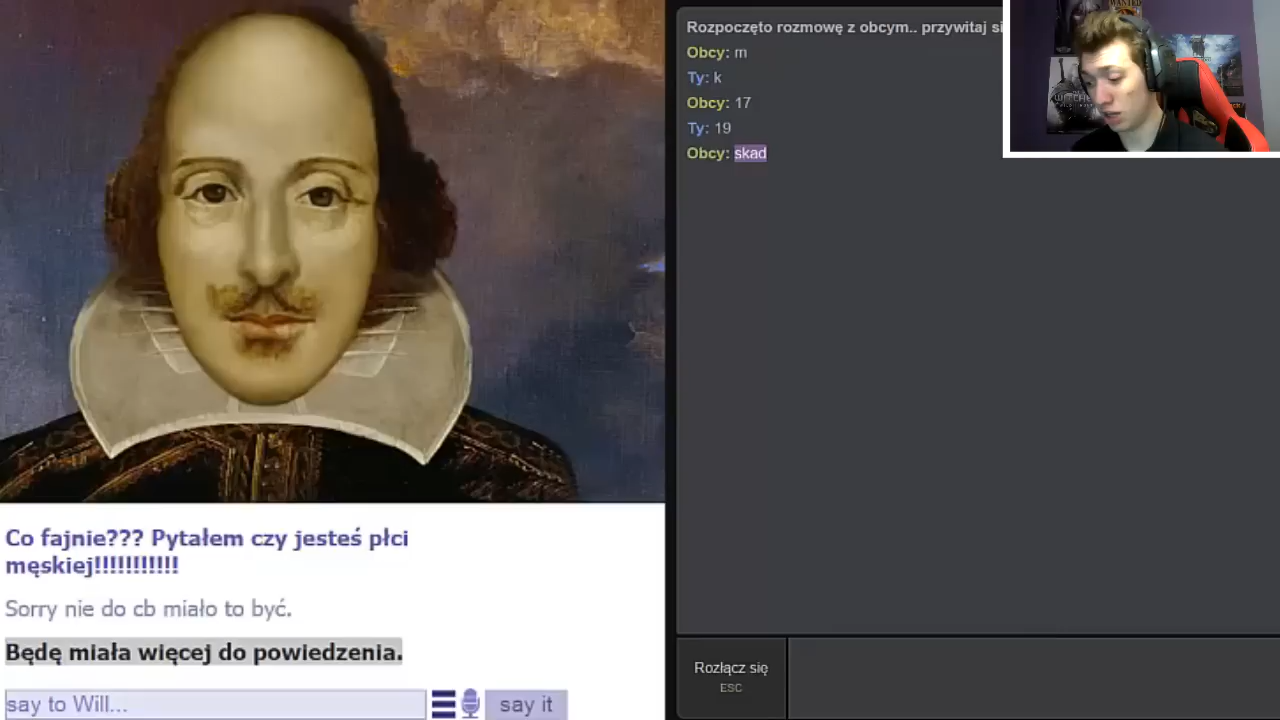 Co fajnie??? Pytałem czy jesteś płci
męskiej!!!!!!!!!!!
Sorry nie do cb miało to być.
Będę miała więcej do powiedzenia.
say to Will...
say it
Rozpoczęto rozmowę z obcym.. przywitaj
Obcy: m
Ty: k
Obcy: 17
Ty: 19
Obcy: skad
Rozłącz się
ESC
WANTED